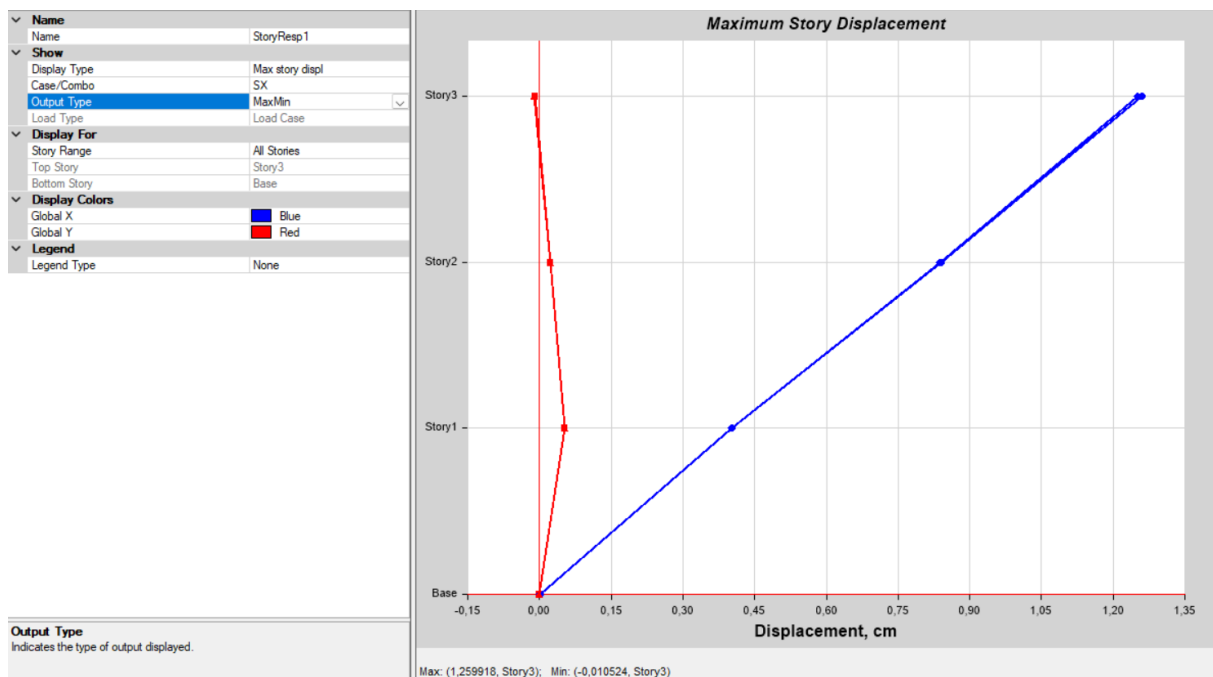 Name
Name StoryResp1
Show
Display Type Max story displ
Case/Combo SX
Output Type MaxMin
Load Type Load Case
Display For
Story Range All Stories
Top Story Story3
Bottom Story Base
Display Colors
Global X Blue
Global Y Red
Legend
Legend Type None
Output Type
Indicates the type of output displayed.
Maximum Story Displacement
Story3
Story2
Story1
Base
-0,15 0,00 0,15 0,30 0,45 0,60 0,75 0,90 1,05 1,20 1,35
Displacement, cm
Max: (1,259918, Story3); Min: (-0,010524, Story3)